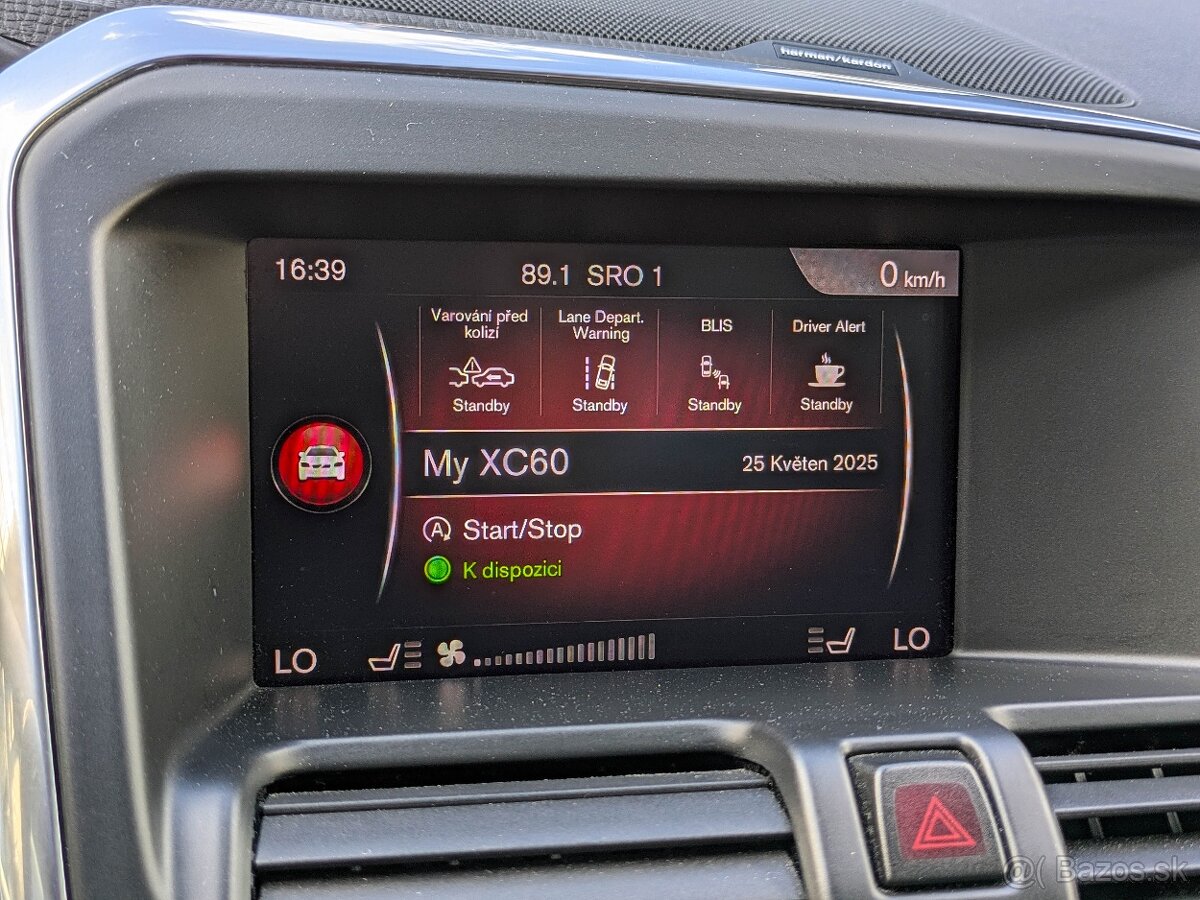 harman/kardon
16:39
89.1 SRO 1
0 km/h
Varování před
kolizí
Standby
Lane Depart.
Warning
Standby
BLIS
Standby
Driver Alert
Standby
My XC60
25 Květen 2025
A Start/Stop
K dispozici
LO
LO
@( Bazos.sk